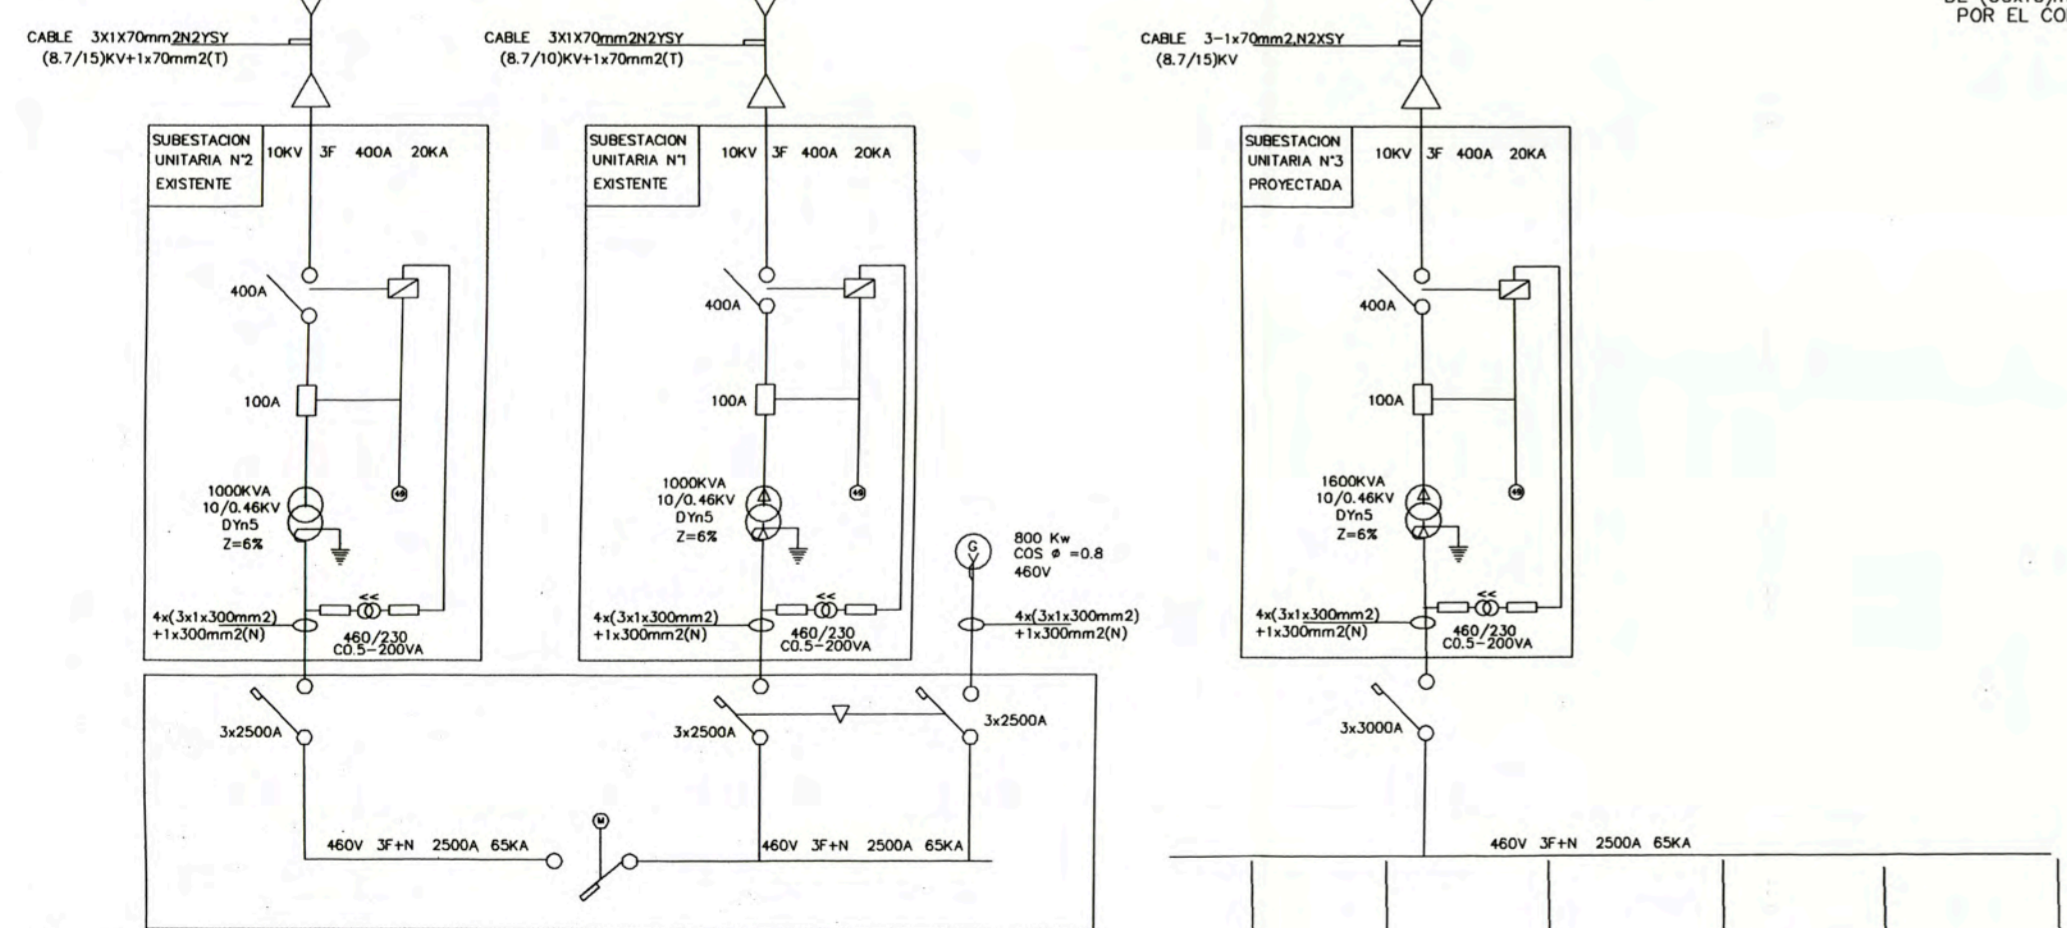 DE (
POR EL CO
CABLE 3X1X70mm2N2YSY
(8.7/15)KV+1x70mm2(T)
CABLE 3X1X70mm2N2YSY
(8.7/10)KV+1x70mm2(T)
CABLE 3-1x70mm2,N2XSY
(8.7/15)KV
SUBESTACION
UNITARIA N°2
EXISTENTE
10KV 3F 400A 20KA
400A
100A
1000KVA
10/0.46KV
DYn5
Z=6%
49
4x(3x1x300mm2)
+1x300mm2(N)
<<
460/230
C0.5-200VA
SUBESTACION
UNITARIA N°1
EXISTENTE
10KV 3F 400A 20KA
400A
100A
1000KVA
10/0.46KV
DYn5
Z=6%
49
4x(3x1x300mm2)
+1x300mm2(N)
<<
460/230
C0.5-200VA
G
800 Kw
COS ø =0.8
460V
4x(3x1x300mm2)
+1x300mm2(N)
SUBESTACION
UNITARIA N°3
PROYECTADA
10KV 3F 400A 20KA
400A
100A
1600KVA
10/0.46KV
DYn5
Z=6%
49
4x(3x1x300mm2)
+1x300mm2(N)
<<
460/230
C0.5-200VA
3x2500A
3x2500A
3x2500A
3x3000A
M
460V 3F+N 2500A 65KA
460V 3F+N 2500A 65KA
460V 3F+N 2500A 65KA